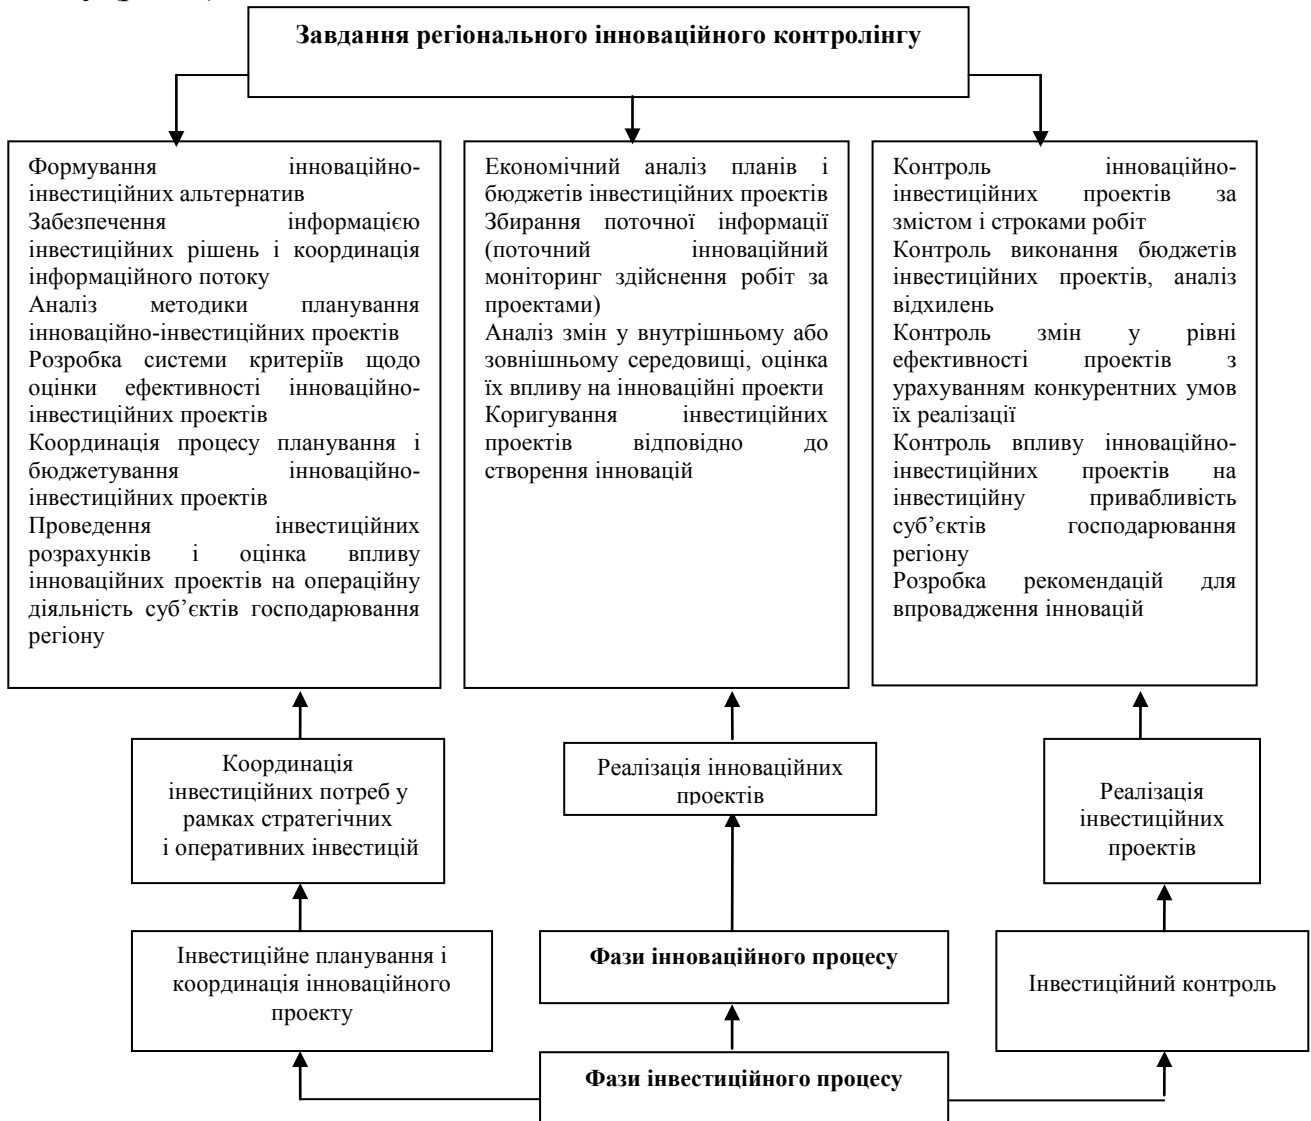 Завдання регіонального інноваційного контролінгу
Формування інноваційно-
інвестиційних альтернатив
Забезпечення інформацією
інвестиційних рішень і координація
інформаційного потоку
Аналіз методики планування
інноваційно-інвестиційних проектів
Розробка системи критеріїв щодо
оцінки ефективності інноваційно-
інвестиційних проектів
Координація процесу планування і
бюджетування інноваційно-
інвестиційних проектів
Проведення інвестиційних
розрахунків і оцінка впливу
інноваційних проектів на операційну
діяльність суб’єктів господарювання
регіону
Економічний аналіз планів і
бюджетів інвестиційних проектів
Збирання поточної інформації
(поточний інноваційний
моніторинг здійснення робіт за
проектами)
Аналіз змін у внутрішньому або
зовнішньому середовищі, оцінка
їх впливу на інноваційні проекти
Коригування інвестиційних
проектів відповідно до
створення інновацій
Контроль інноваційно-
інвестиційних проектів за
змістом і строками робіт
Контроль виконання бюджетів
інвестиційних проектів, аналіз
відхилень
Контроль змін у рівні
ефективності проектів з
урахуванням конкурентних умов
їх реалізації
Контроль впливу інноваційно-
інвестиційних проектів на
інвестиційну привабливість
суб’єктів господарювання
регіону
Розробка рекомендацій для
впровадження інновацій
Координація
інвестиційних потреб у
рамках стратегічних
і оперативних інвестицій
Реалізація інноваційних
проектів
Реалізація
інвестиційних
проектів
Інвестиційне планування і
координація інноваційного
проекту
Фази інноваційного процесу
Інвестиційний контроль
Фази інвестиційного процесу